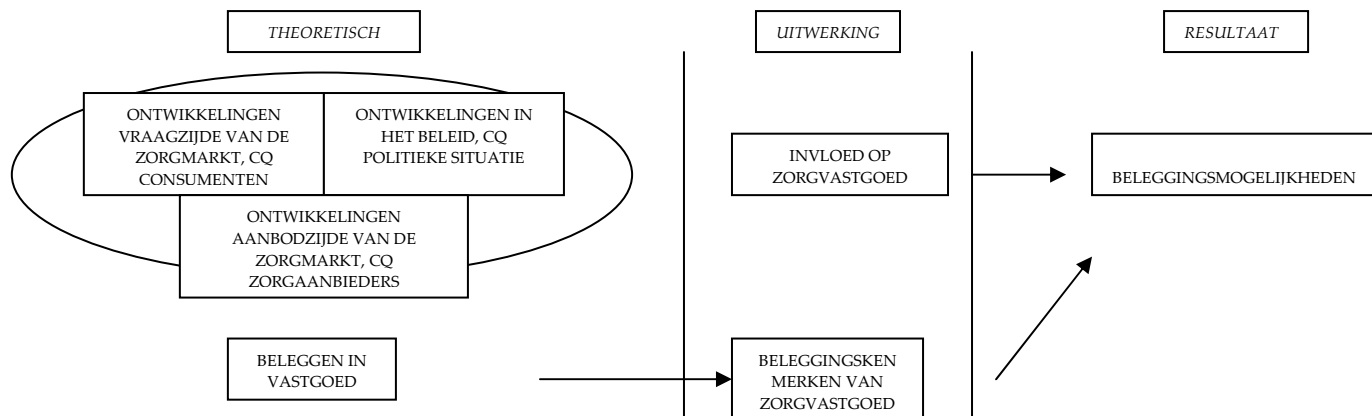 THEORETISCH
UITWERKING
RESULTAAT
ONTWIKKELINGEN
VRAAGZIJDE VAN DE
ZORGMARKT, CQ
CONSUMENTEN
ONTWIKKELINGEN IN
HET BELEID, CQ
POLITIEKE SITUATIE
ONTWIKKELINGEN
AANBODZIJDE VAN DE
ZORGMARKT, CQ
ZORGAANBIEDERS
INVLOED OP
ZORGVASTGOED
BELEGGINGSMOGELIJKHEDEN
BELEGGEN IN
VASTGOED
BELEGGINGSKEN
MERKEN VAN
ZORGVASTGOED